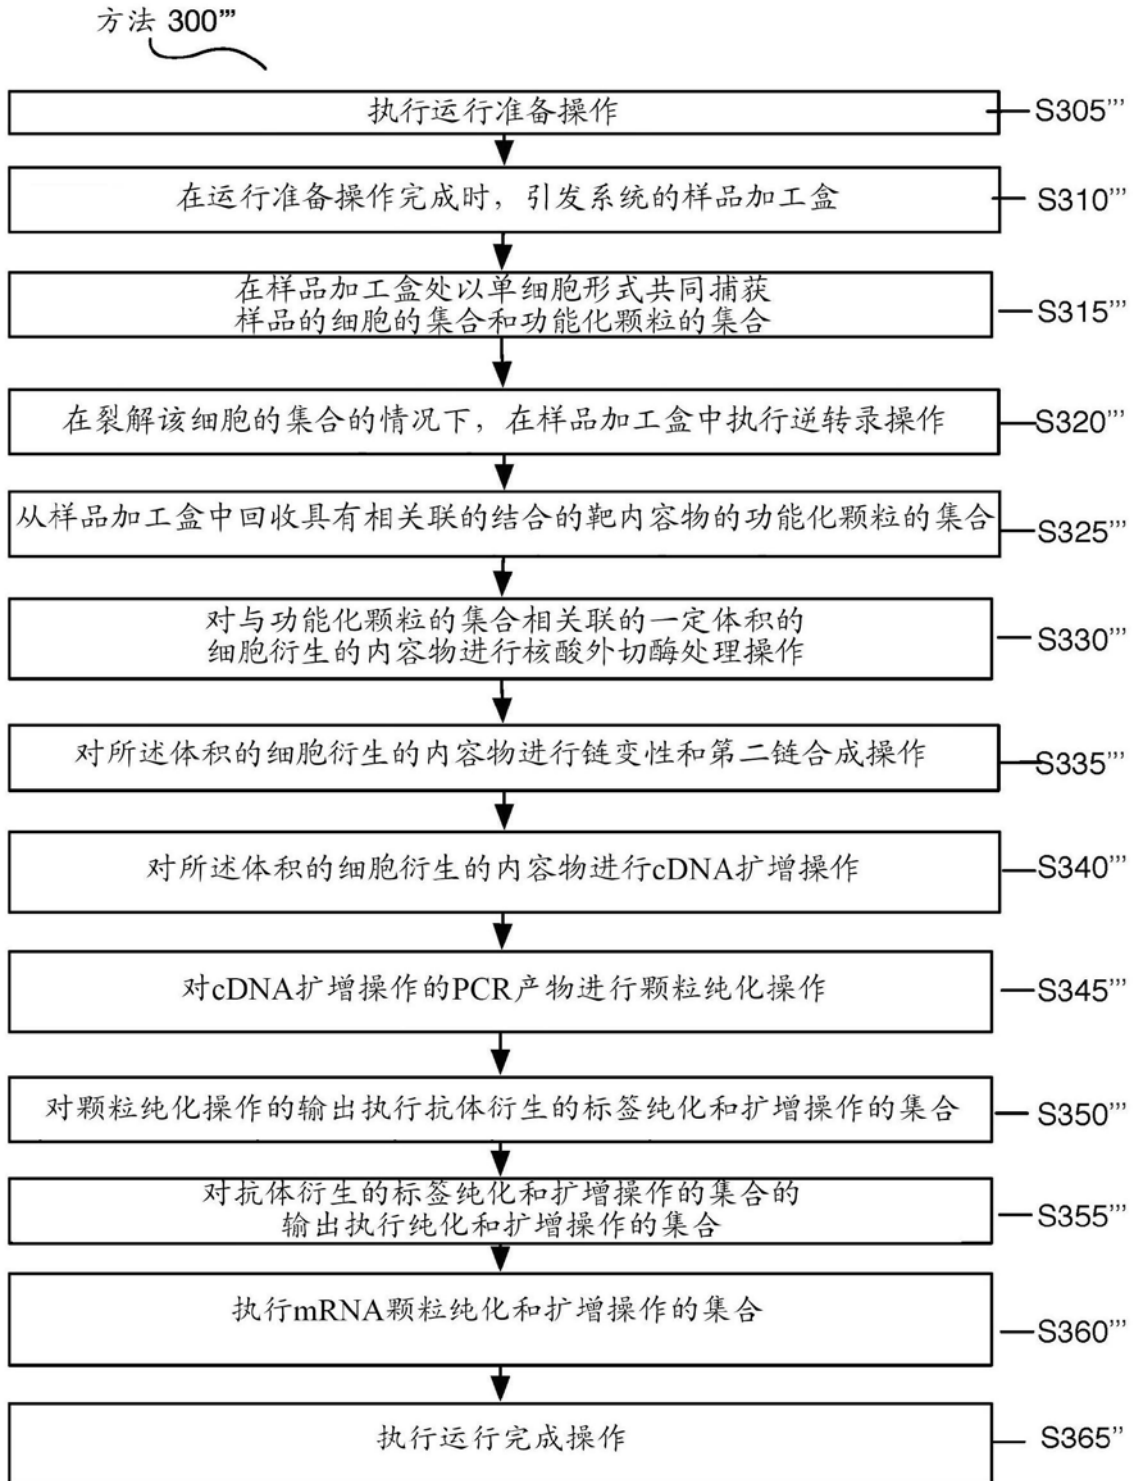 方法 300'''
执行运行准备操作
S305'''
在运行准备操作完成时，引发系统的样品加工盒
S310'''
在样品加工盒处以单细胞形式共同捕获
样品的细胞的集合和功能化颗粒的集合
S315'''
在裂解该细胞的集合的情况下，在样品加工盒中执行逆转录操作
S320'''
从样品加工盒中回收具有相关联的结合的靶内容物的功能化颗粒的集合
S325'''
对与功能化颗粒的集合相关联的一定体积的
细胞衍生的内容物进行核酸外切酶处理操作
S330'''
对所述体积的细胞衍生的内容物进行链变性和第二链合成操作
S335'''
对所述体积的细胞衍生的内容物进行cDNA扩增操作
S340'''
对cDNA扩增操作的PCR产物进行颗粒纯化操作
S345'''
对颗粒纯化操作的输出执行抗体衍生的标签纯化和扩增操作的集合
S350'''
对抗体衍生的标签纯化和扩增操作的集合的
输出执行纯化和扩增操作的集合
S355'''
执行mRNA颗粒纯化和扩增操作的集合
S360'''
执行运行完成操作
S365''